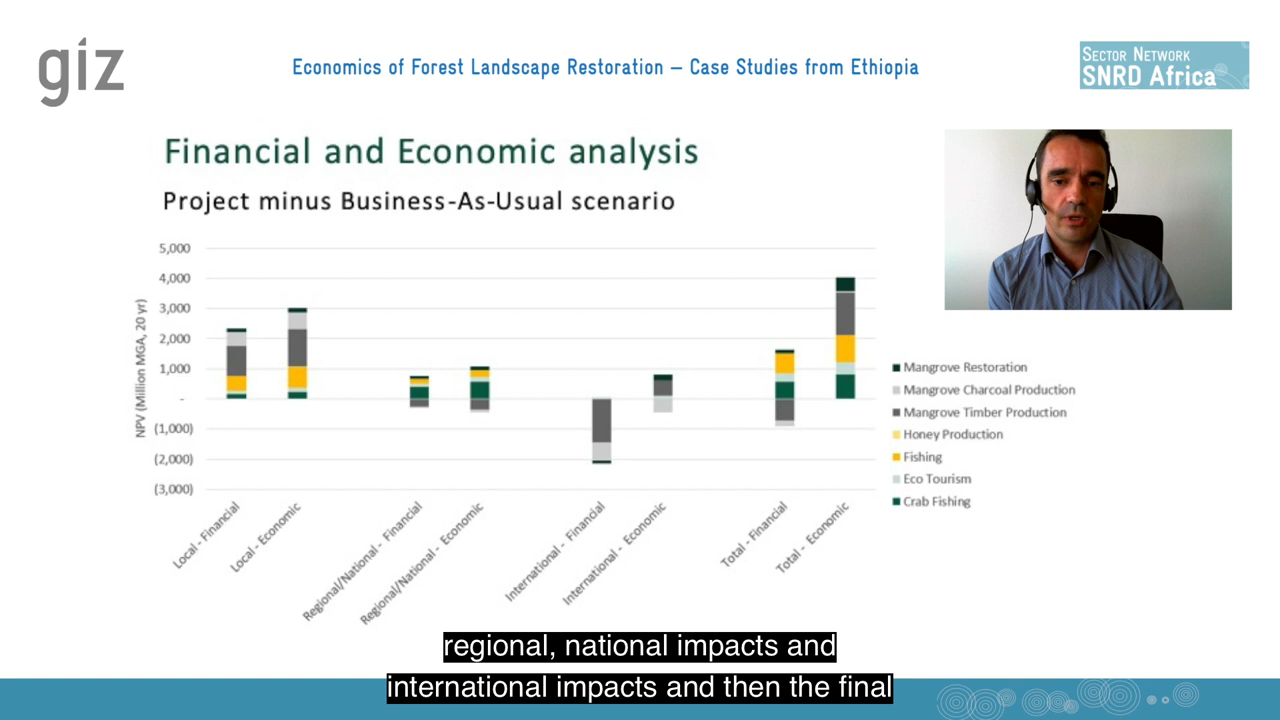 giz
Economics of Forest Landscape Restoration – Case Studies from Ethiopia
SECTOR NETWORK
SNRD Africa
Financial and Economic analysis
Project minus Business-As-Usual scenario
NPV (Million MGA, 20 yr)
5,000
4,000
3,000
2,000
1,000
-
(1,000)
(2,000)
(3,000)
Local - Financial
Local - Economic
Regional/National - Financial
Regional/National - Economic
International - Financial
International - Economic
Total - Financial
Total - Economic
Mangrove Restoration
Mangrove Charcoal Production
Mangrove Timber Production
Honey Production
Fishing
Eco Tourism
Crab Fishing
regional, national impacts and
international impacts and then the final